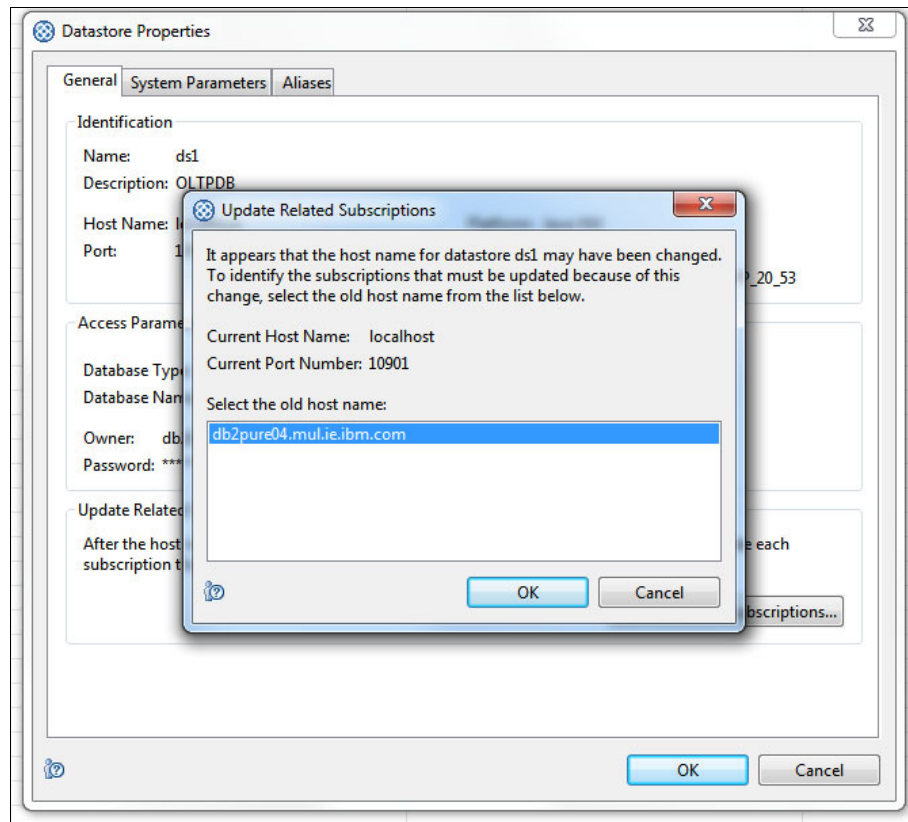 Datastore Properties
General System Parameters Aliases
Identification
Name: ds1
Description: OLTPDB
Host Name:
Port: 1
_20_53
Update Related Subscriptions
It appears that the host name for datastore ds1 may have been changed.
To identify the subscriptions that must be updated because of this
change, select the old host name from the list below.
Current Host Name: localhost
Current Port Number: 10901
Select the old host name:
db2pure04.mul.ie.ibm.com
OK Cancel
Access Parame
Database Typ
Database Nam
Owner: db
Password: ***
Update Related
After the host
e each
subscription t
bscriptions...
OK Cancel